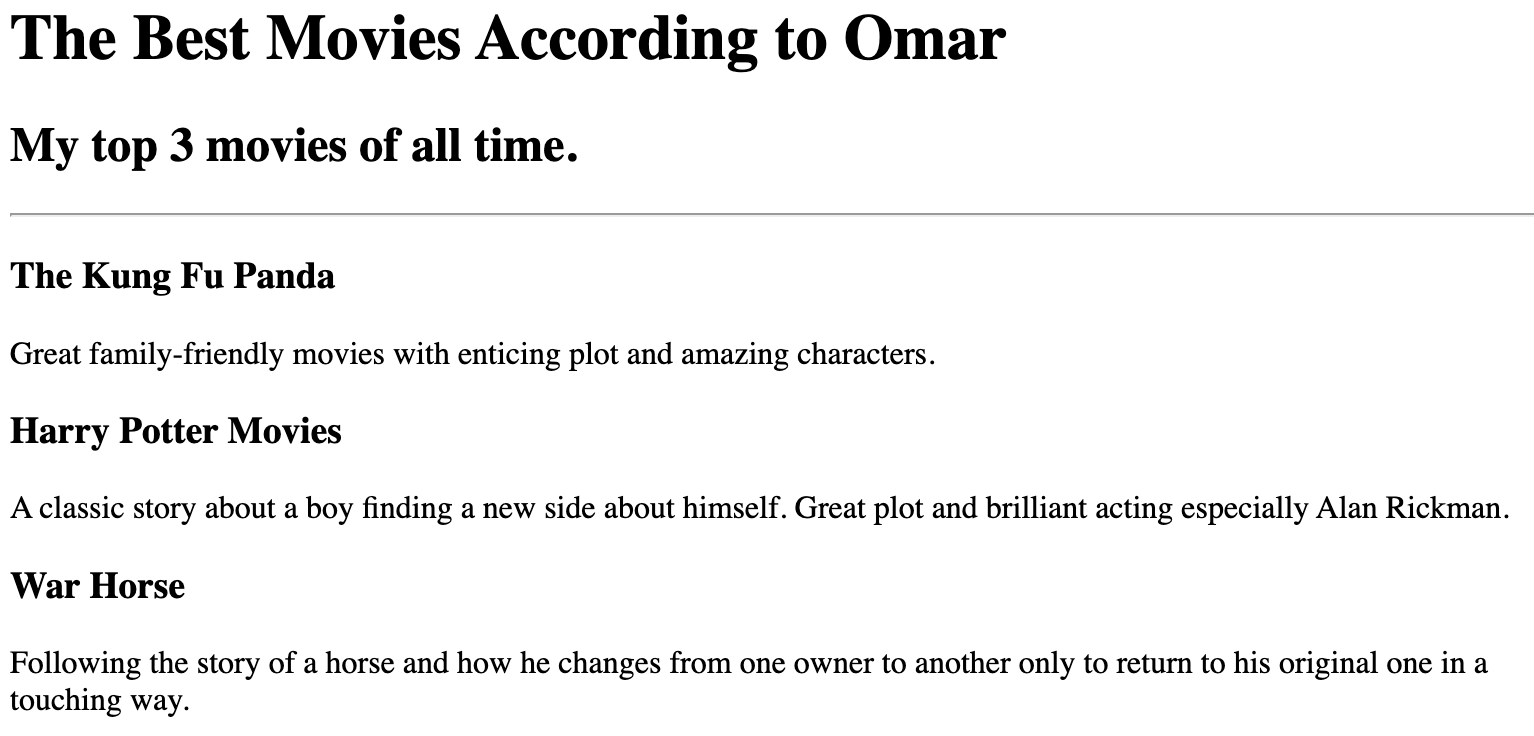 The Best Movies According to Omar
My top 3 movies of all time.
The Kung Fu Panda
Great family-friendly movies with enticing plot and amazing characters.
Harry Potter Movies
A classic story about a boy finding a new side about himself. Great plot and brilliant acting especially Alan Rickman.
War Horse
Following the story of a horse and how he changes from one owner to another only to return to his original one in a
touching way.